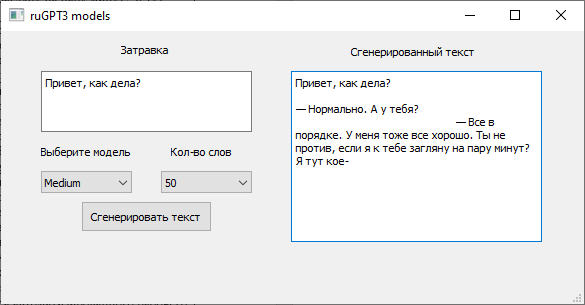 ruGPT3 models
Затравка
Сгенерированный текст
Привет, как дела?
Привет, как дела?
— Нормально. А у тебя?
— Все в
порядке. У меня тоже все хорошо. Ты не
против, если я к тебе загляну на пару минут?
Я тут кое-
Выберите модель
Кол-во слов
Medium
50
Сгенерировать текст